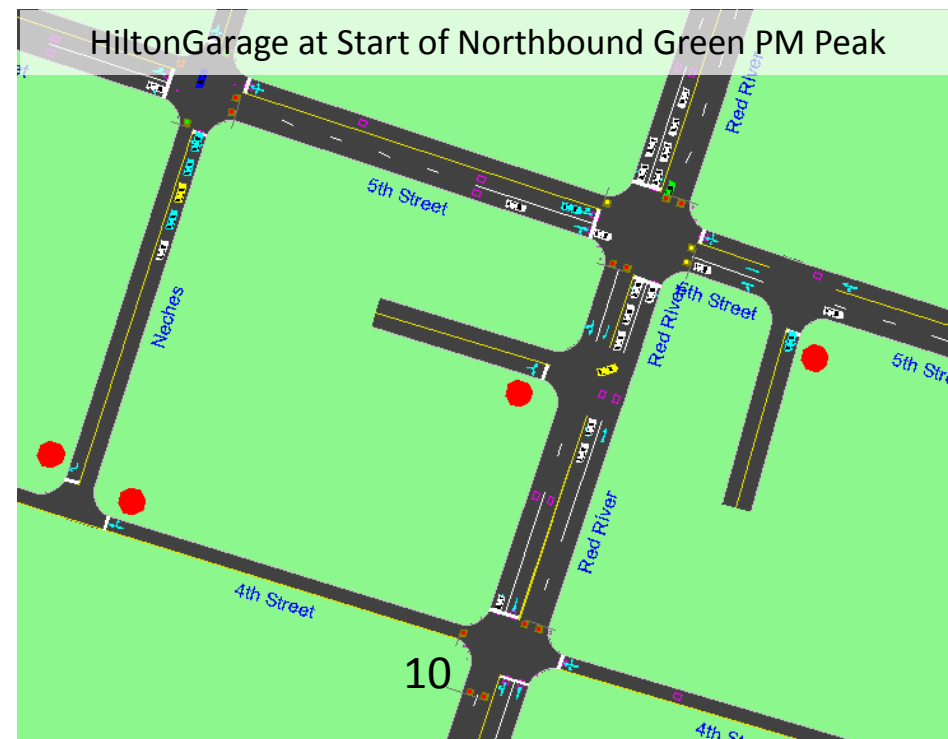 HiltonGarage at Start of Northbound Green PM Peak
Red River
5th Street
5th Street
Red River
5th Str
Neches
Red River
4th Street
10
4th S